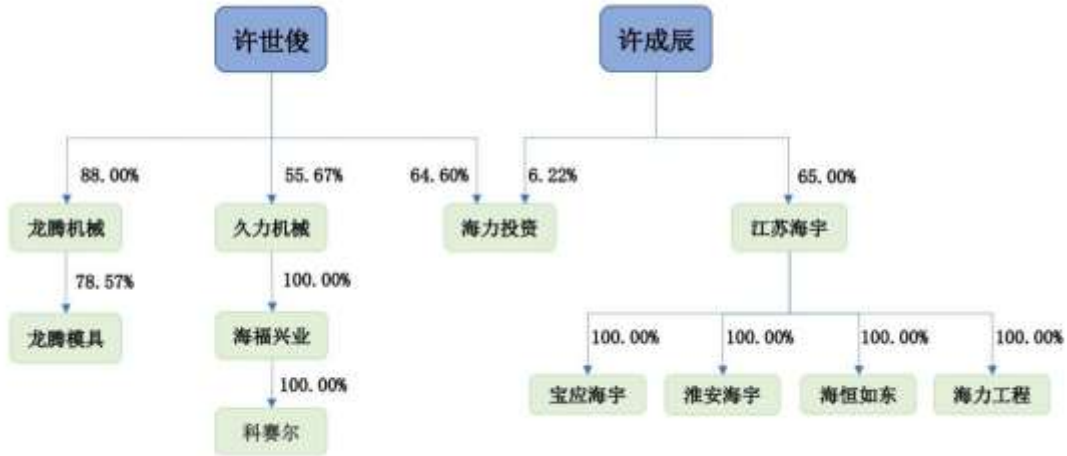 许世俊
许成辰
88.00%
55.67%
64.60%
6.22%
65.00%
龙腾机械
久力机械
海力投资
江苏海宇
78.57%
100.00%
龙腾模具
海福兴业
100.00%
100.00%
100.00%
100.00%
100.00%
宝应海宇
淮安海宇
海恒如东
海力工程
科赛尔